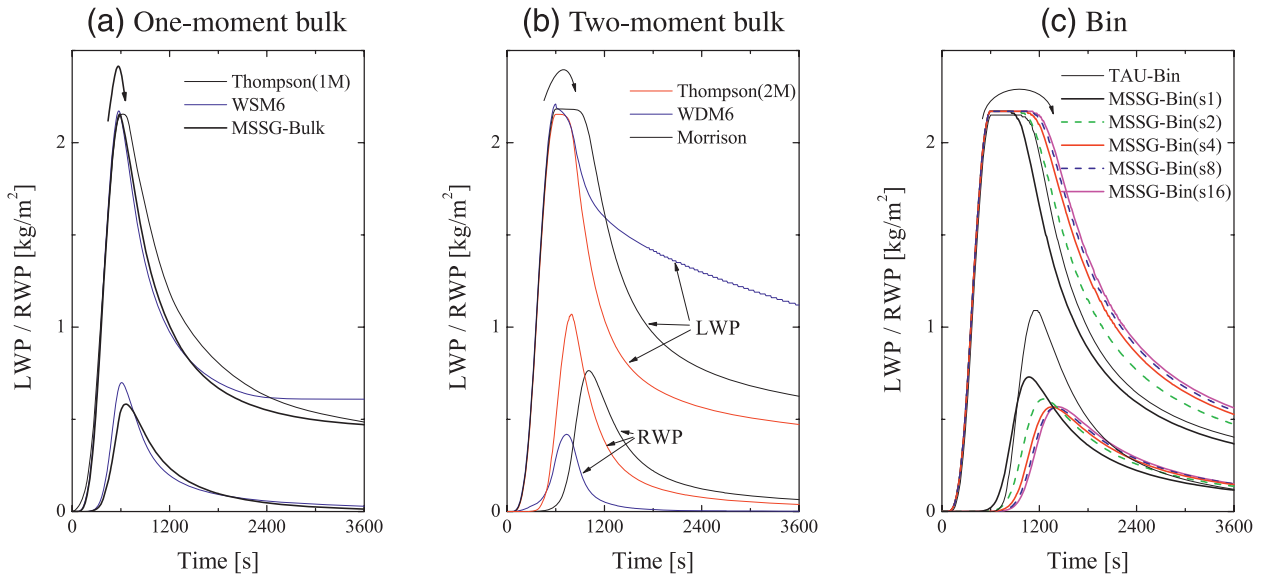 (a) One-moment bulk
LWP / RWP [kg/m²]
2
1
0
Thompson(1M)
WSM6
MSSG-Bulk
0 1200 2400 3600
Time [s]
(b) Two-moment bulk
LWP / RWP [kg/m²]
2
1
0
Thompson(2M)
WDM6
Morrison
LWP
RWP
0 1200 2400 3600
Time [s]
(c) Bin
LWP / RWP [kg/m²]
2
1
0
TAU-Bin
MSSG-Bin(s1)
MSSG-Bin(s2)
MSSG-Bin(s4)
MSSG-Bin(s8)
MSSG-Bin(s16)
0 1200 2400 3600
Time [s]